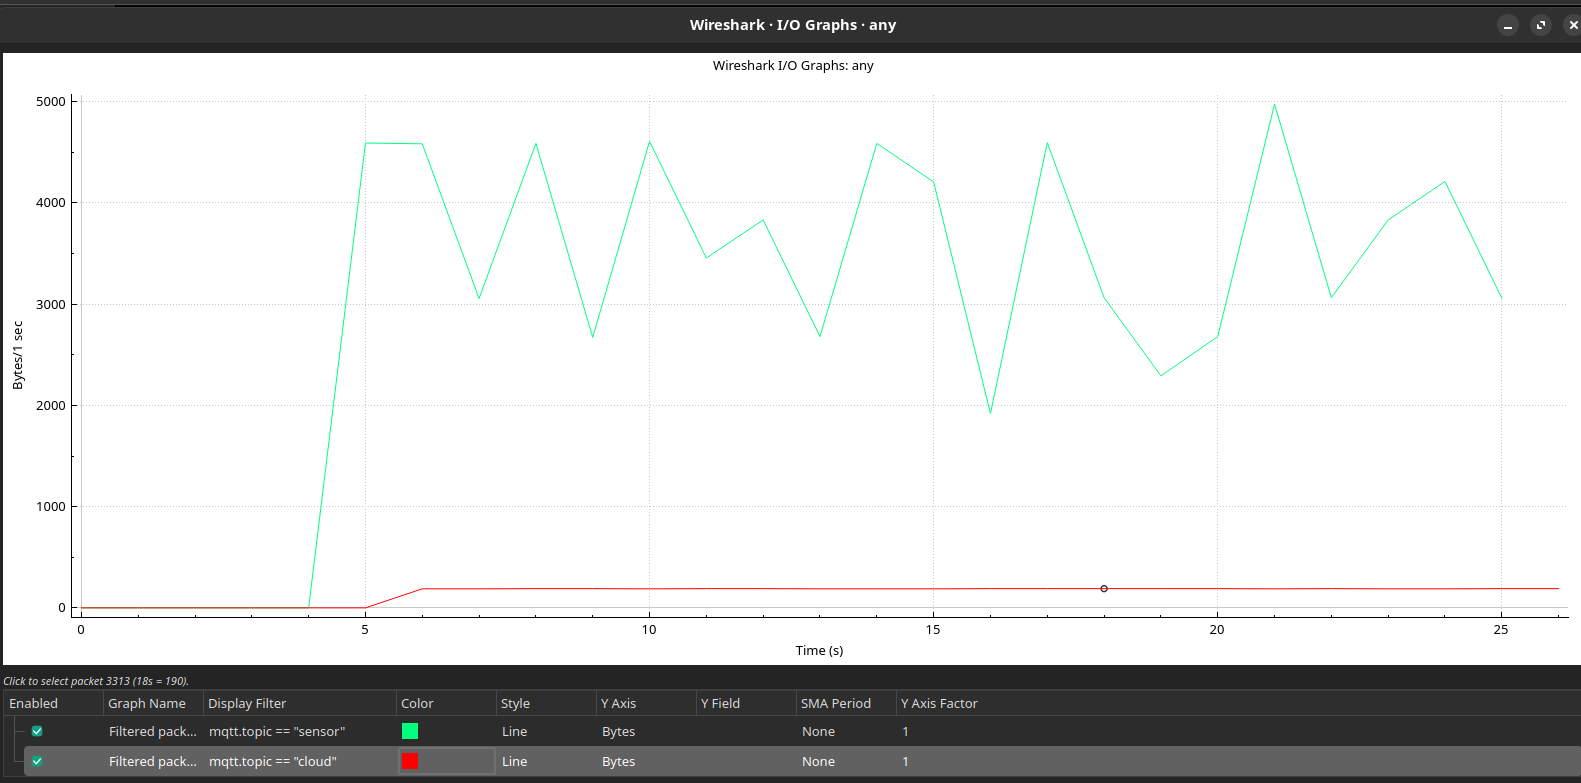 Wireshark · I/O Graphs · any
Wireshark I/O Graphs: any
5000
4000
3000
2000
1000
0
Bytes/1 sec
0 5 10 15 20 25
Time (s)
Click to select packet 3313 (18s = 190).
Enabled Graph Name Display Filter Color Style Y Axis Y Field SMA Period Y Axis Factor
Filtered pack... mqtt.topic == "sensor" Line Bytes None 1
Filtered pack... mqtt.topic == "cloud" Line Bytes None 1